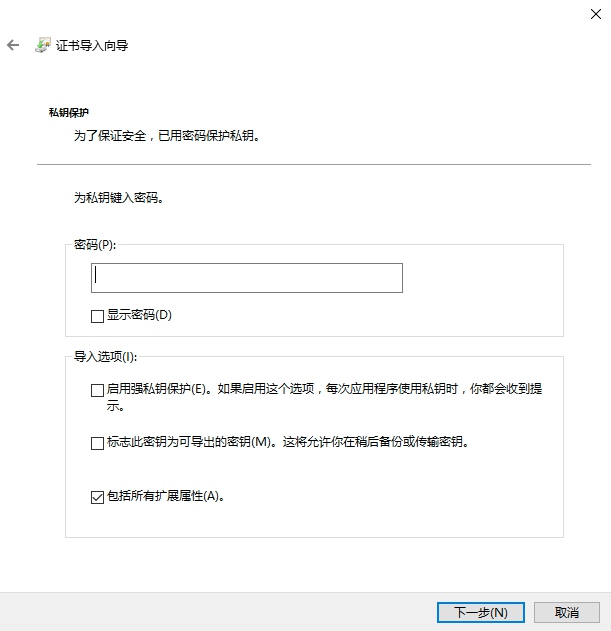 证书导入向导
私钥保护
为了保证安全，已用密码保护私钥。
为私钥键入密码。
密码(P):
显示密码(D)
导入选项(I):
启用强私钥保护(E)。如果启用这个选项，每次应用程序使用私钥时，你都会收到提
示。
标志此密钥为可导出的密钥(M)。这将允许你在稍后备份或传输密钥。
包括所有扩展属性(A)。
下一步(N)
取消